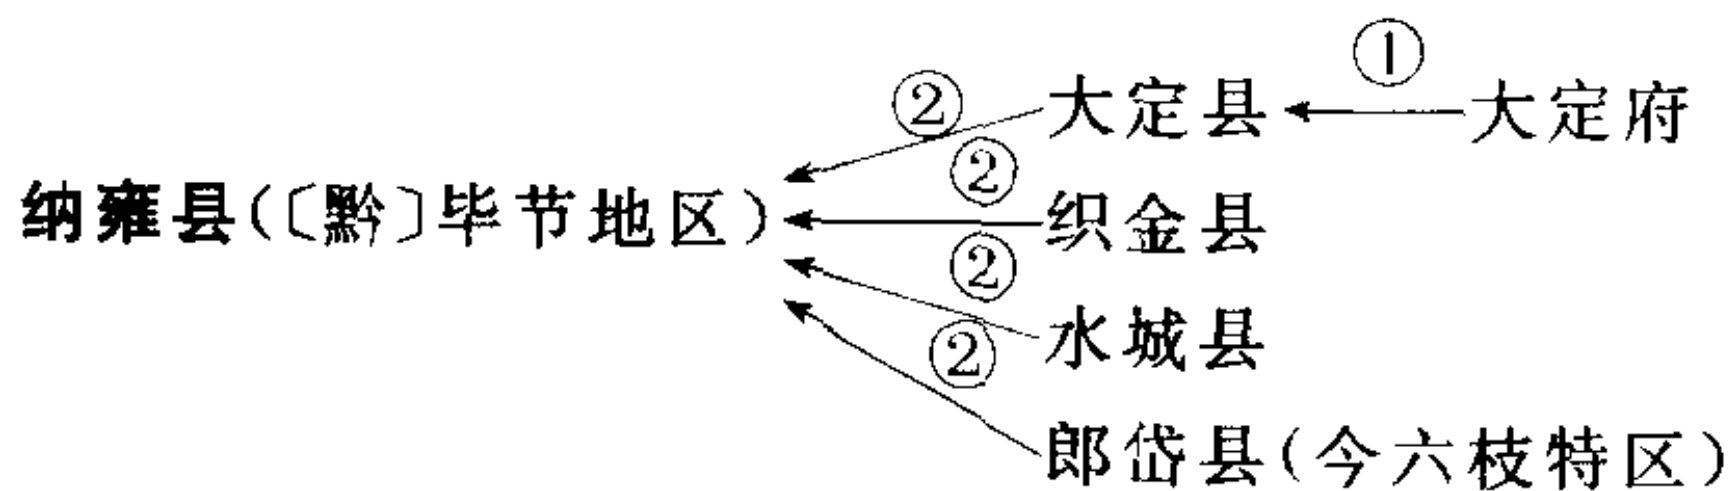 ①
② 大定县 大定府
②
纳雍县(〔黔〕毕节地区) 织金县
②
② 水城县
郎岱县(今六枝特区)